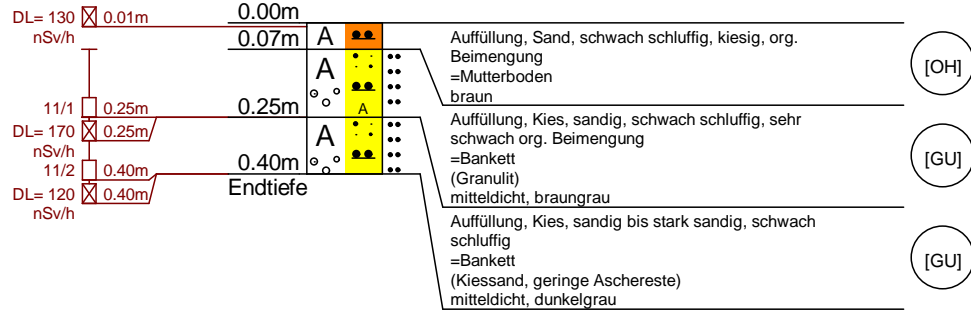 DL= 130 0.01m
nSv/h
11/1 0.25m
DL= 170 0.25m
nSv/h
11/2 0.40m
DL= 120 0.40m
nSv/h
0.00m
0.07m
0.25m
0.40m
Endtiefe
A
A
A
A
Auffüllung, Sand, schwach schluffig, kiesig, org.
Beimengung
=Mutterboden
braun
[OH]
Auffüllung, Kies, sandig, schwach schluffig, sehr
schwach org. Beimengung
=Bankett
(Granulit)
mitteldicht, braungrau
[GU]
Auffüllung, Kies, sandig bis stark sandig, schwach
schluffig
=Bankett
(Kiessand, geringe Aschereste)
mitteldicht, dunkelgrau
[GU]